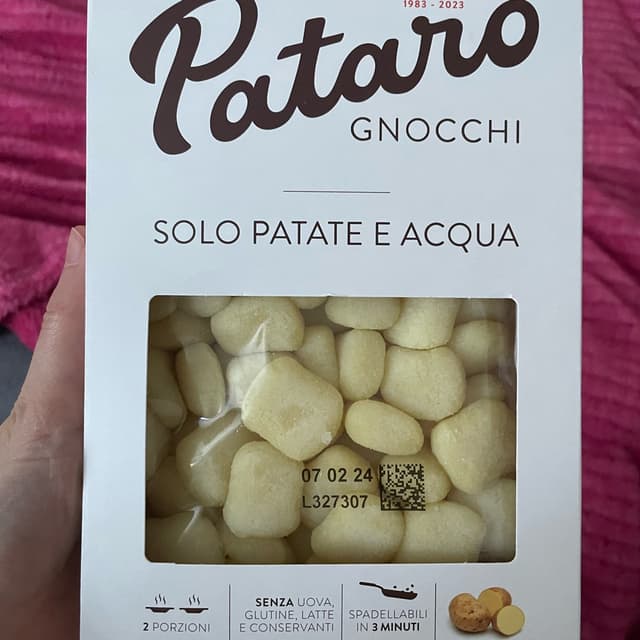 1983 - 2023
Pataro
GNOCCHI
SOLO PATATE E ACQUA
07 02 24
L327307
2 PORZIONI
SENZA UOVA,
GLUTINE, LATTE
E CONSERVANTI
SPADELLABILI
IN 3 MINUTI